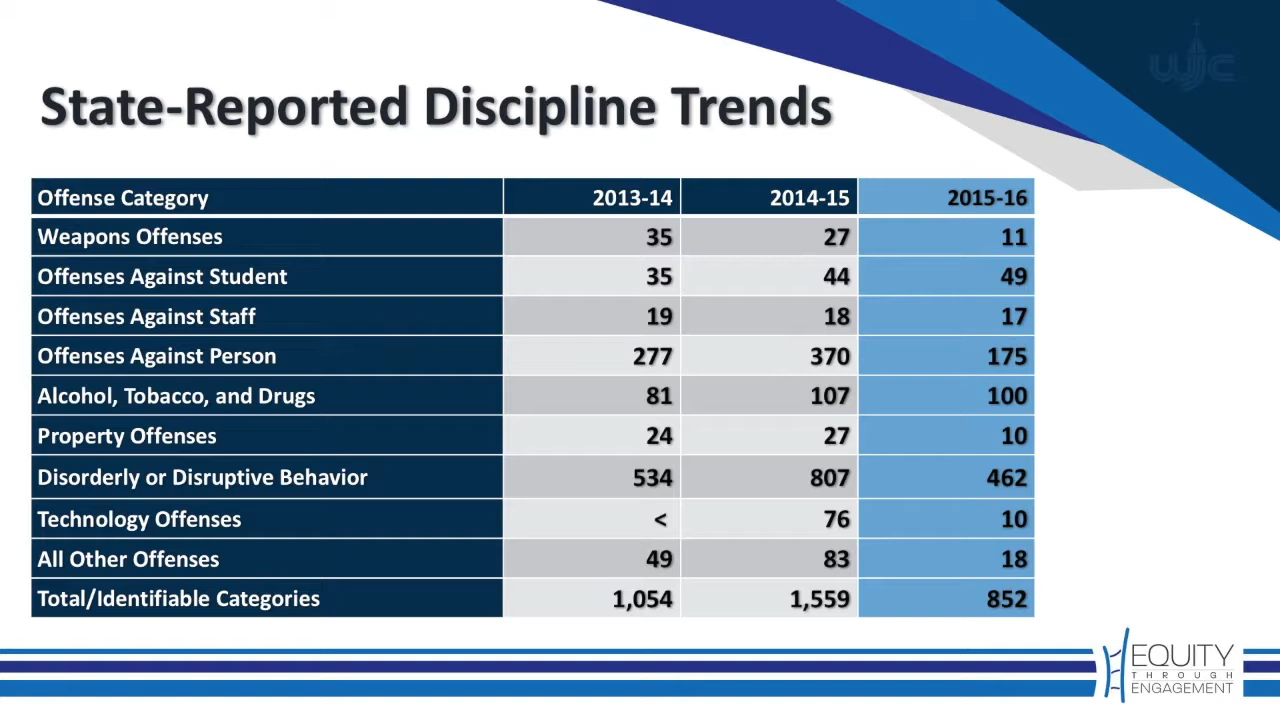 WJC
State-Reported Discipline Trends
Offense Category 2013-14 2014-15 2015-16
Weapons Offenses 35 27 11
Offenses Against Student 35 44 49
Offenses Against Staff 19 18 17
Offenses Against Person 277 370 175
Alcohol, Tobacco, and Drugs 81 107 100
Property Offenses 24 27 10
Disorderly or Disruptive Behavior 534 807 462
Technology Offenses < 76 10
All Other Offenses 49 83 18
Total/Identifiable Categories 1,054 1,559 852
EQUITY
THROUGH
ENGAGEMENT